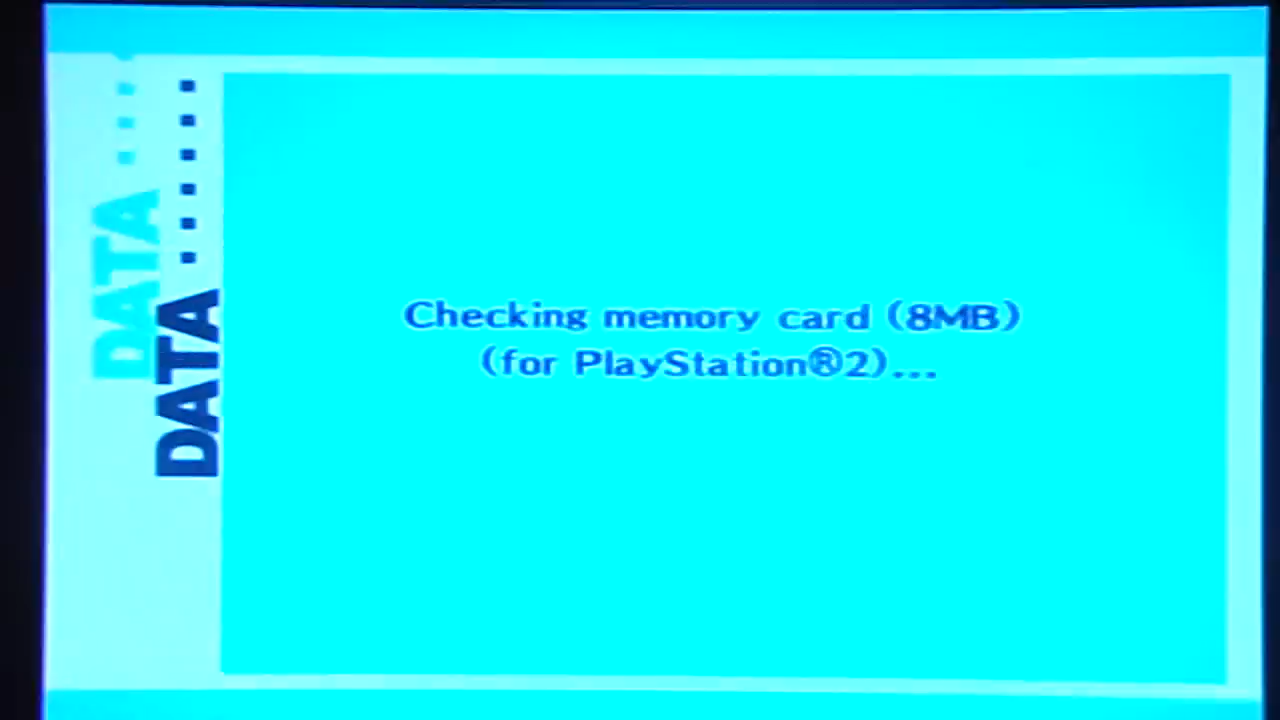 DATA ......
DATA ....
Checking memory card (8MB)
(for PlayStation®2)...